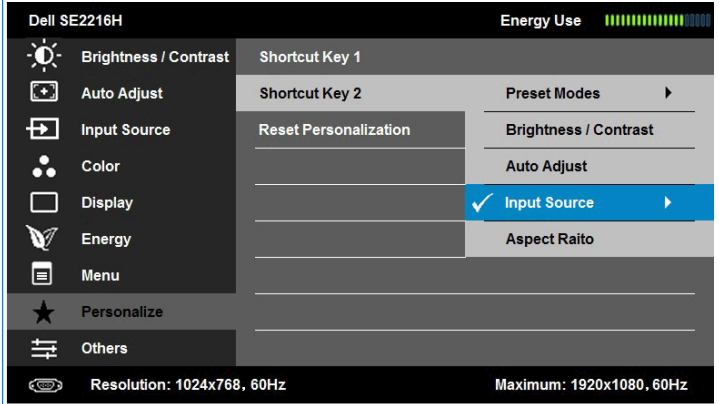 Dell SE2216H Energy Use
Brightness / Contrast Shortcut Key 1
Auto Adjust Shortcut Key 2 Preset Modes
Input Source Reset Personalization Brightness / Contrast
Color Auto Adjust
Display Input Source
Energy Aspect Raito
Menu
Personalize
Others
Resolution: 1024x768, 60Hz Maximum: 1920x1080, 60Hz